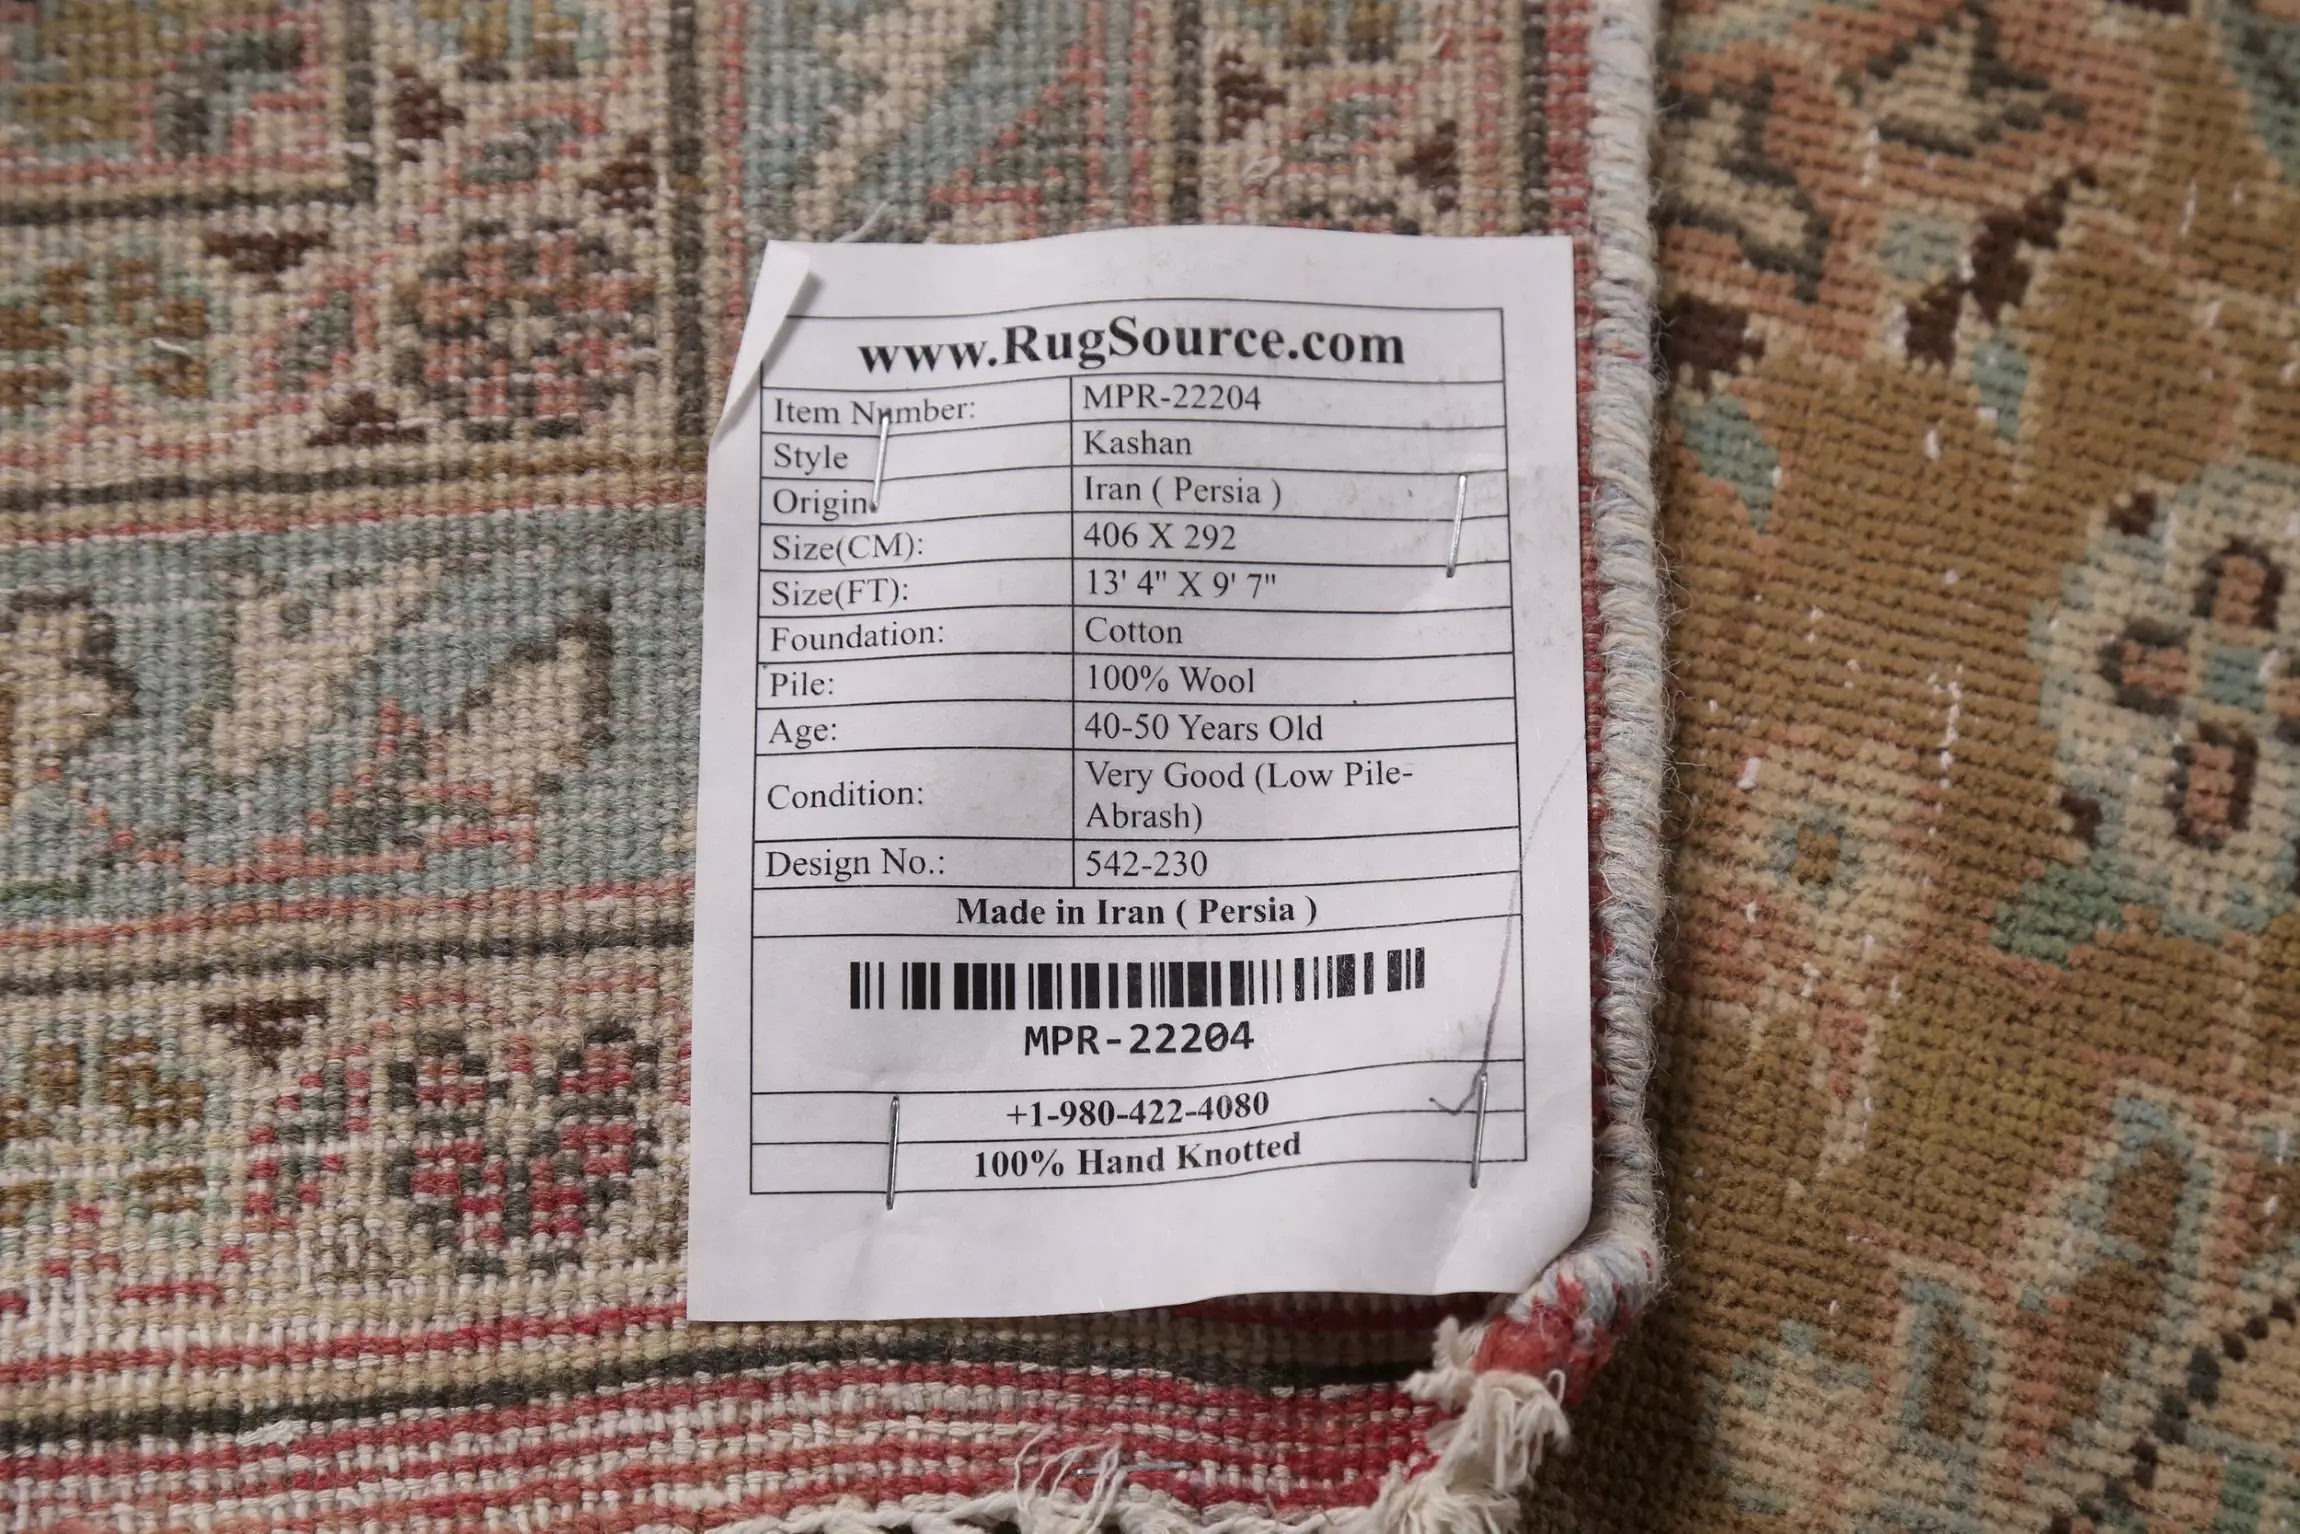 www.RugSource.com
Item Number: MPR-22204
Style Kashan
Origin. Iran ( Persia )
Size(CM): 406 X 292
Size(FT): 13' 4" X 9' 7"
Foundation: Cotton
Pile: 100% Wool
Age: 40-50 Years Old
Condition: Very Good (Low Pile-
Abrash)
Design No.: 542-230
Made in Iran ( Persia )
MPR-22204
+1-980-422-4080
100% Hand Knotted